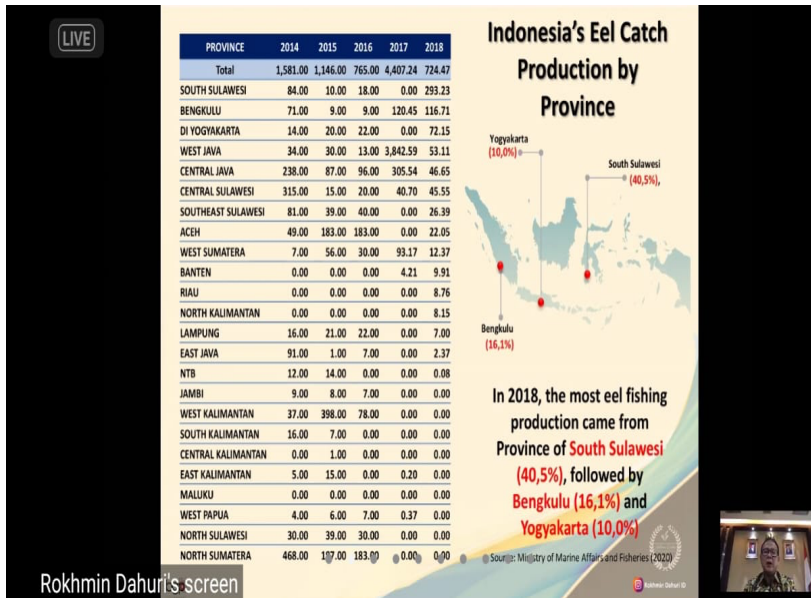 LIVE
Indonesia's Eel Catch
Production by
Province
PROVINCE 2014 2015 2016 2017 2018
Total 1,581.00 1,146.00 765.00 4,407.24 724.47
SOUTH SULAWESI 84.00 10.00 18.00 0.00 293.23
BENGKULU 71.00 9.00 9.00 120.45 116.71
DI YOGYAKARTA 14.00 20.00 22.00 0.00 72.15
WEST JAVA 34.00 30.00 13.00 3,842.59 53.11
CENTRAL JAVA 238.00 87.00 96.00 305.54 46.65
CENTRAL SULAWESI 315.00 15.00 20.00 40.70 45.55
SOUTHEAST SULAWESI 81.00 39.00 40.00 0.00 26.39
ACEH 49.00 183.00 183.00 0.00 22.05
WEST SUMATERA 7.00 56.00 30.00 93.17 12.37
BANTEN 0.00 0.00 0.00 4.21 9.91
RIAU 0.00 0.00 0.00 0.00 8.76
NORTH KALIMANTAN 0.00 0.00 0.00 0.00 8.15
LAMPUNG 16.00 21.00 22.00 0.00 7.00
EAST JAVA 91.00 1.00 7.00 0.00 2.37
NTB 12.00 14.00 0.00 0.00 0.08
JAMBI 9.00 8.00 7.00 0.00 0.00
WEST KALIMANTAN 37.00 398.00 78.00 0.00 0.00
SOUTH KALIMANTAN 16.00 7.00 0.00 0.00 0.00
CENTRAL KALIMANTAN 0.00 1.00 0.00 0.00 0.00
EAST KALIMANTAN 5.00 15.00 0.00 0.20 0.00
MALUKU 0.00 0.00 0.00 0.00 0.00
WEST PAPUA 4.00 6.00 7.00 0.37 0.00
NORTH SULAWESI 30.00 39.00 30.00 0.00 0.00
NORTH SUMATERA 468.00 197.00 183.00 0.00 0.00
Yogyakarta
(10,0%)
South Sulawesi
(40,5%),
Bengkulu
(16,1%)
In 2018, the most eel fishing
production came from
Province of South Sulawesi
(40,5%), followed by
Bengkulu (16,1%) and
Yogyakarta (10,0%)
Source: Ministry of Marine Affairs and Fisheries (2020)
Rokhmin Dahuri ID
Rokhmin Dahuri's screen